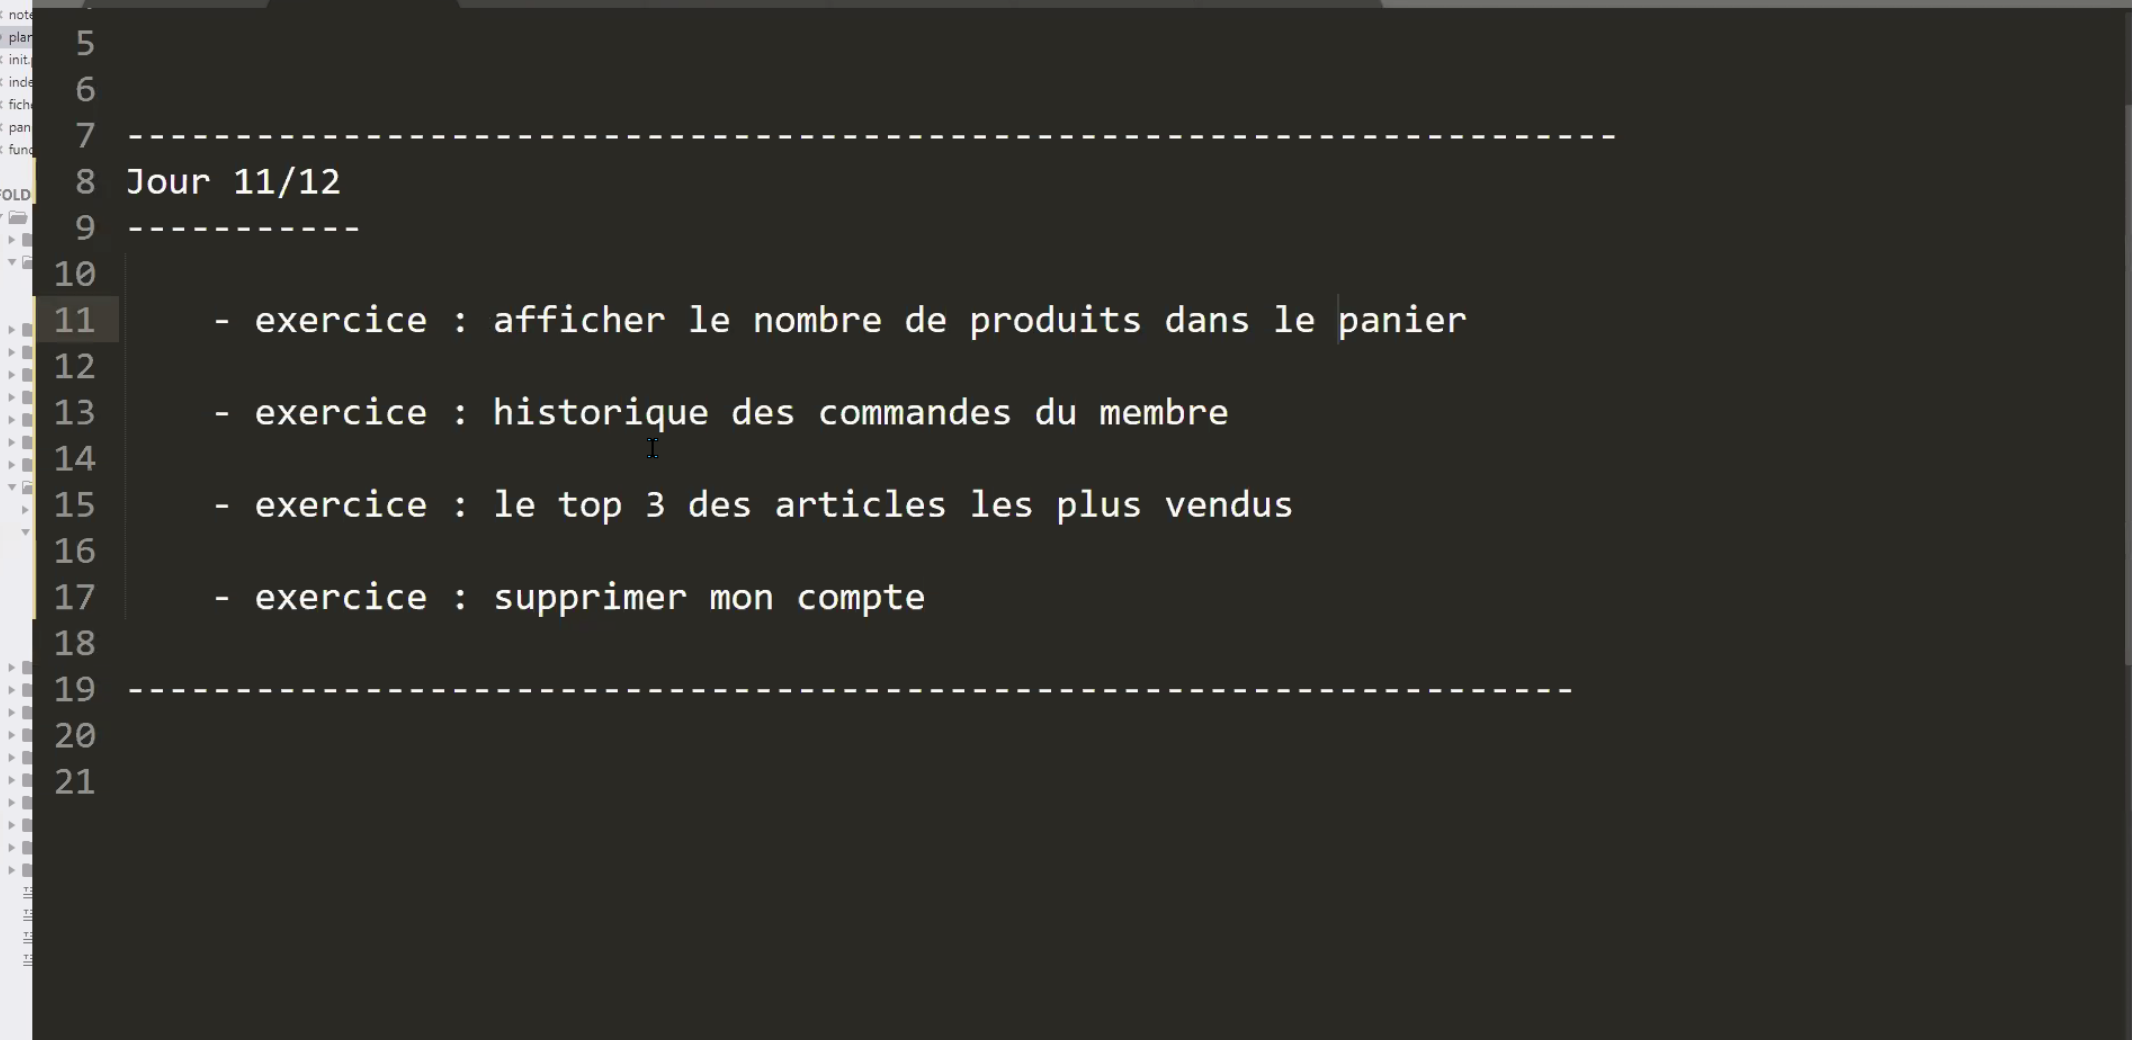 note
plan
init.p
inde
fich
pan
func
FOLD
5
6
7 ---------------------------------------------------------------------
8 Jour 11/12
9 -----------
10
11 - exercice : afficher le nombre de produits dans le panier
12
13 - exercice : historique des commandes du membre
14
15 - exercice : le top 3 des articles les plus vendus
16
17 - exercice : supprimer mon compte
18
19 -------------------------------------------------------------------
20
21